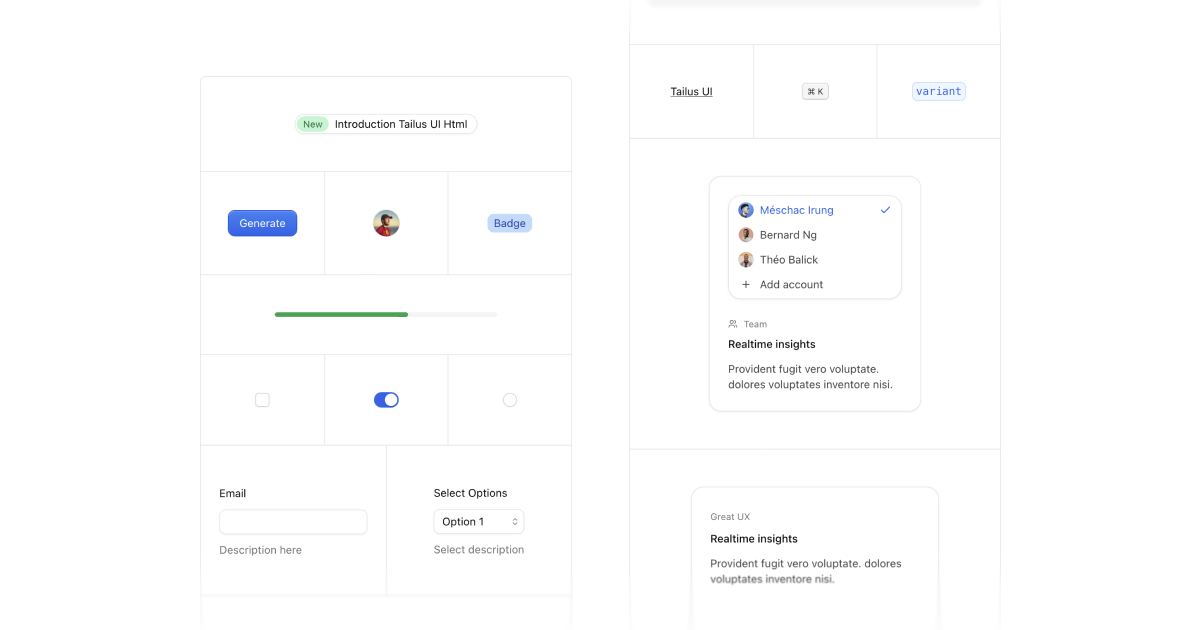 New Introduction Tailus UI Html
Generate
Badge
Email
Description here
Select Options
Option 1
Select description
Tailus UI
⌘ K
variant
Méschac Irung
Bernard Ng
Théo Balick
Add account
Team
Realtime insights
Provident fugit vero voluptate.
dolores voluptates inventore nisi.
Great UX
Realtime insights
Provident fugit vero voluptate. dolores
voluptates inventore nisi.